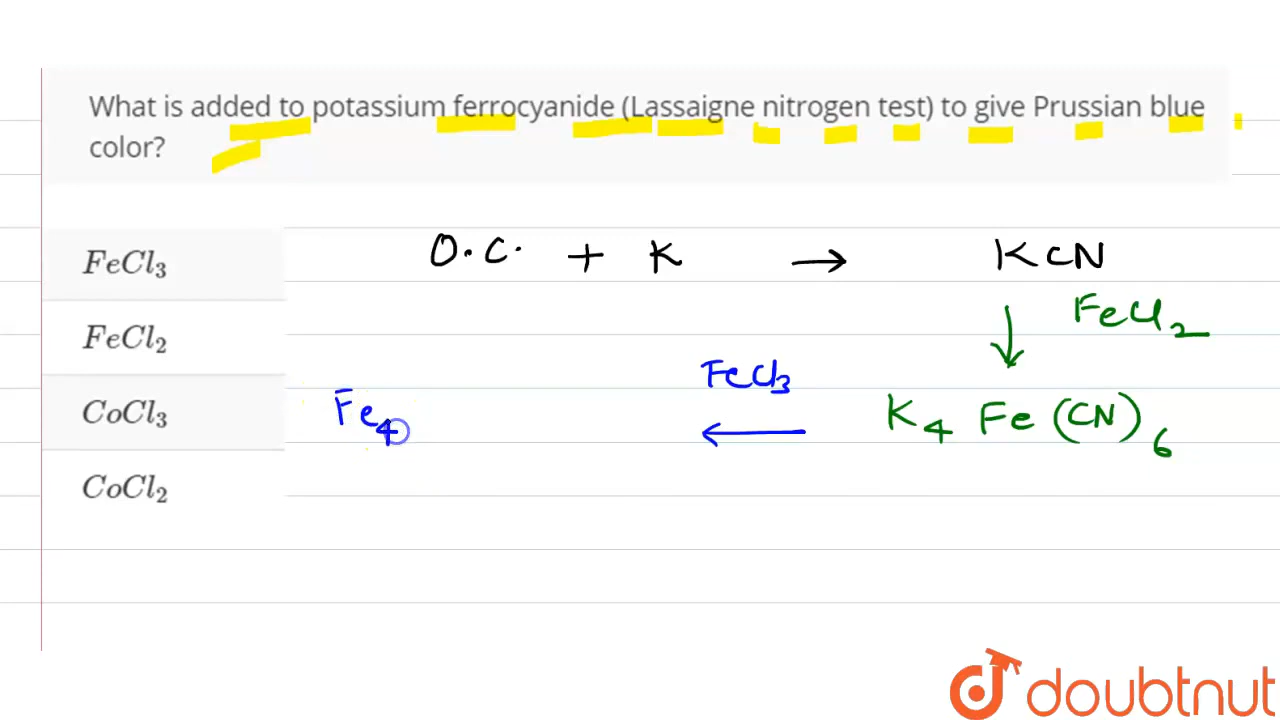 What is added to potassium ferrocyanide (Lassaigne nitrogen test) to give Prussian blue
color?
FeCl₃
O.C. + K → KCN
FeCl₂
FeCl₂
FeCl₃
CoCl₃
Fe₄ ← K₄ Fe(CN)₆
CoCl₂
doubtnut